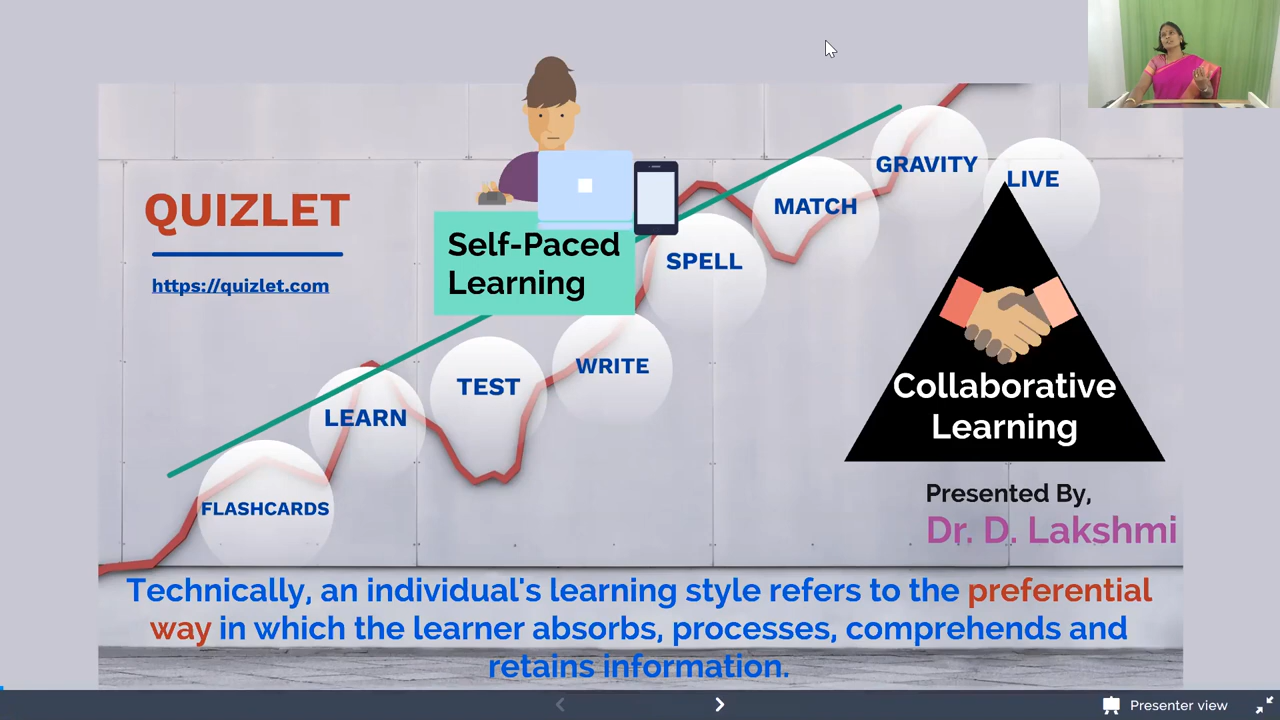 QUIZLET
https://quizlet.com
Self-Paced
Learning
FLASHCARDS
LEARN
TEST
WRITE
SPELL
MATCH
GRAVITY
LIVE
Collaborative
Learning
Presented By,
Dr. D. Lakshmi
Technically, an individual's learning style refers to the preferential
way in which the learner absorbs, processes, comprehends and
retains information.
Presenter view